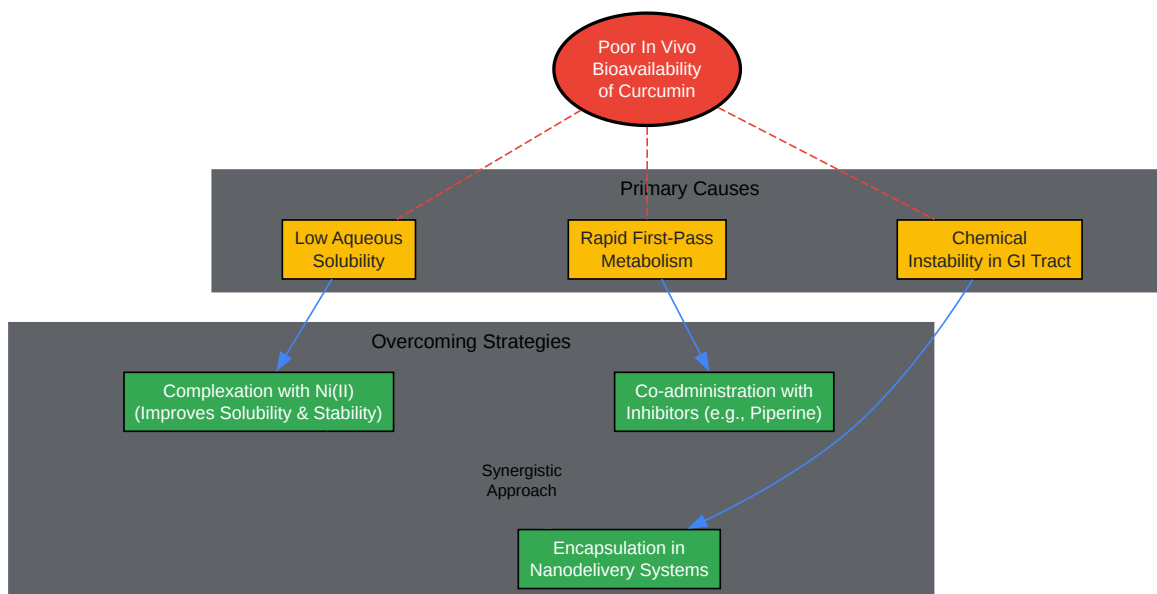 Poor In Vivo
Bioavailability
of Curcumin
Primary Causes
Low Aqueous
Solubility
Rapid First-Pass
Metabolism
Chemical
Instability in GI Tract
Overcoming Strategies
Complexation with Ni(II)
(Improves Solubility & Stability)
Co-administration with
Inhibitors (e.g., Piperine)
Synergistic
Approach
Encapsulation in
Nanodelivery Systems